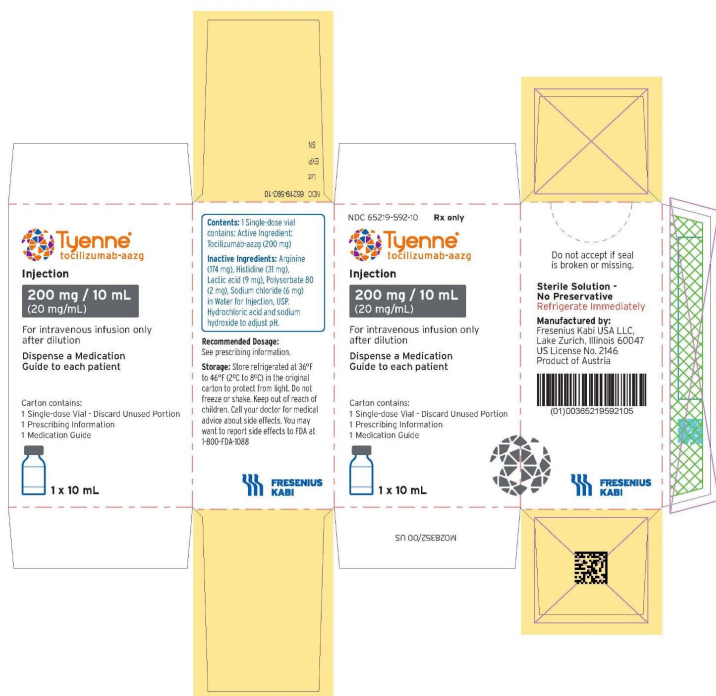 SN
EXP
Lot
NDC 65219-592-10
Tyenne®
tocilizumab-aazg
Injection
200 mg / 10 mL
(20 mg/mL)
For intravenous infusion only
after dilution
Dispense a Medication
Guide to each patient
Carton contains:
1 Single-dose Vial - Discard Unused Portion
1 Prescribing Information
1 Medication Guide
1 x 10 mL
Contents: 1 Single-dose vial
contains: Active Ingredient:
Tocilizumab-aazg (200 mg)
Inactive Ingredients: Arginine
(174 mg), Histidine (31 mg),
Lactic acid (9 mg), Polysorbate 80
(2 mg), Sodium chloride (6 mg)
in Water for Injection, USP.
Hydrochloric acid and sodium
hydroxide to adjust pH.
Recommended Dosage:
See prescribing information.
Storage: Store refrigerated at 36ºF
to 46ºF (2ºC to 8ºC) in the original
carton to protect from light. Do not
freeze or shake. Keep out of reach of
children. Call your doctor for medical
advice about side effects. You may
want to report side effects to FDA at
1-800-FDA-1088
FRESENIUS
KABI
NDC 65219-592-10 Rx only
Tyenne®
tocilizumab-aazg
Injection
200 mg / 10 mL
(20 mg/mL)
For intravenous infusion only
after dilution
Dispense a Medication
Guide to each patient
Carton contains:
1 Single-dose Vial - Discard Unused Portion
1 Prescribing Information
1 Medication Guide
1 x 10 mL
M028352/00 US
Do not accept if seal
is broken or missing.
Sterile Solution -
No Preservative
Refrigerate Immediately
Manufactured by:
Fresenius Kabi USA LLC,
Lake Zurich, Illinois 60047
US License No. 2146
Product of Austria
(01)00365219592105
FRESENIUS
KABI